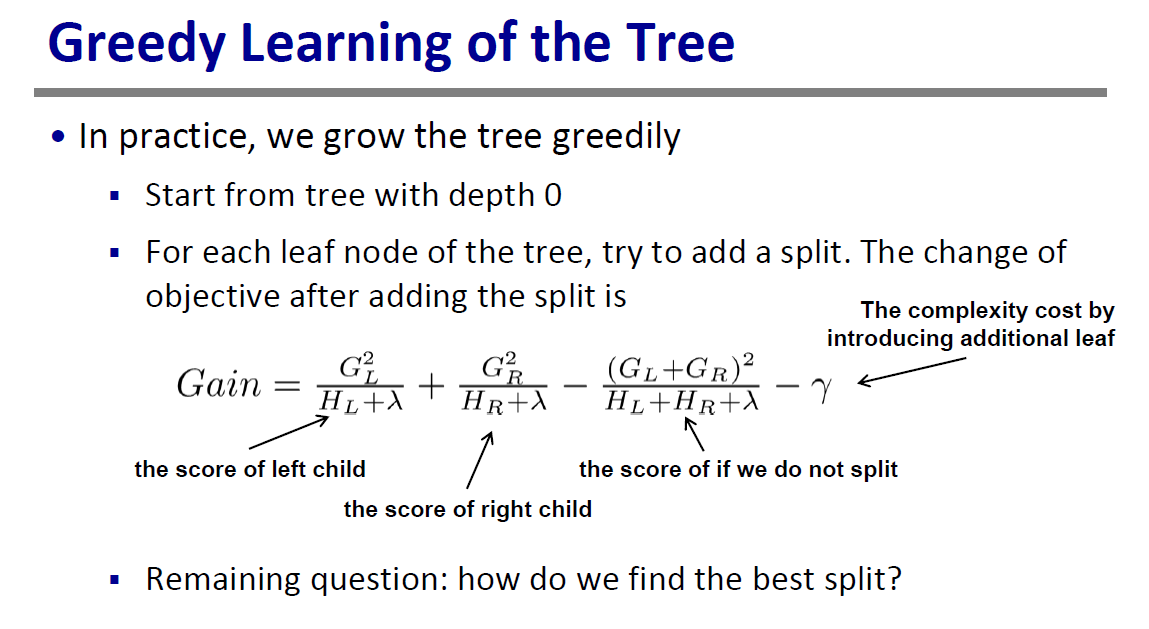 Greedy Learning of the Tree
• In practice, we grow the tree greedily
▪ Start from tree with depth 0
▪ For each leaf node of the tree, try to add a split. The change of
objective after adding the split is
The complexity cost by
introducing additional leaf
$Gain = \frac{G_L^2}{H_L+\lambda} + \frac{G_R^2}{H_R+\lambda} - \frac{(G_L+G_R)^2}{H_L+H_R+\lambda} - \gamma$
the score of left child
the score of if we do not split
the score of right child
▪ Remaining question: how do we find the best split?